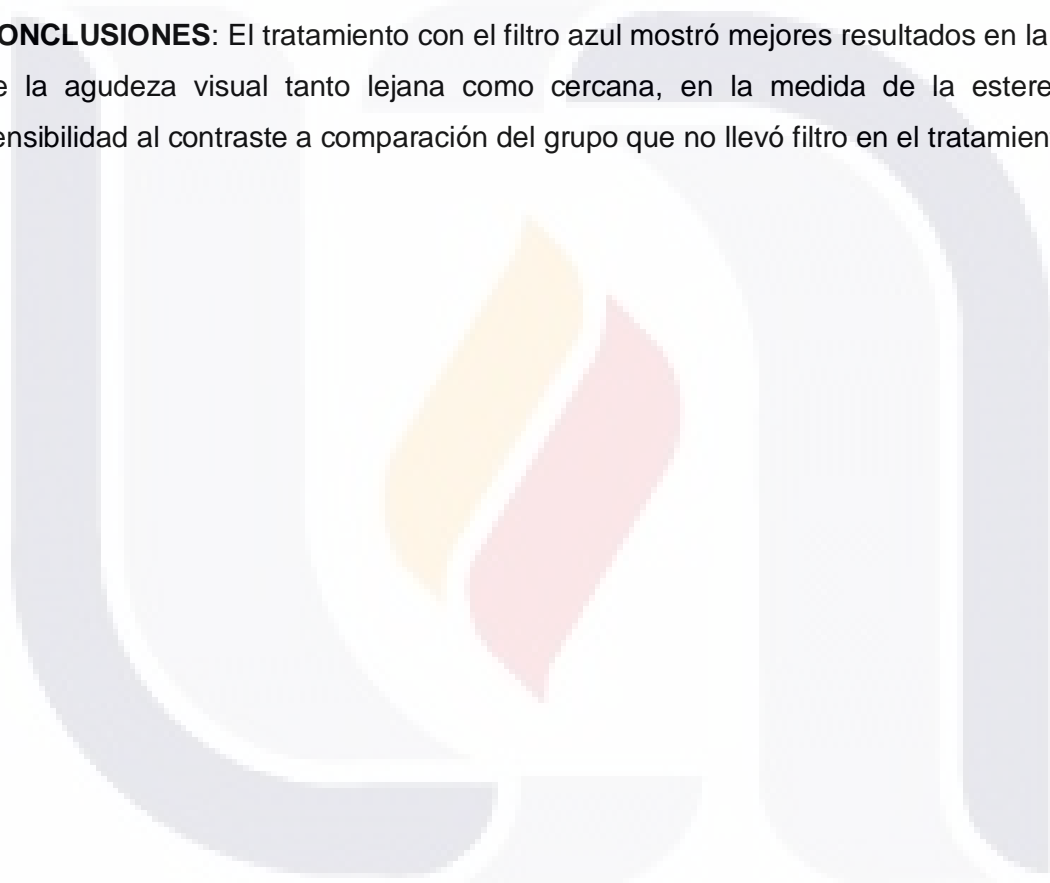 ONCLUSIONES: El tratamiento con el filtro azul mostró mejores resultados en la
e la agudeza visual tanto lejana como cercana, en la medida de la estere
ensibilidad al contraste a comparación del grupo que no llevó filtro en el tratamien